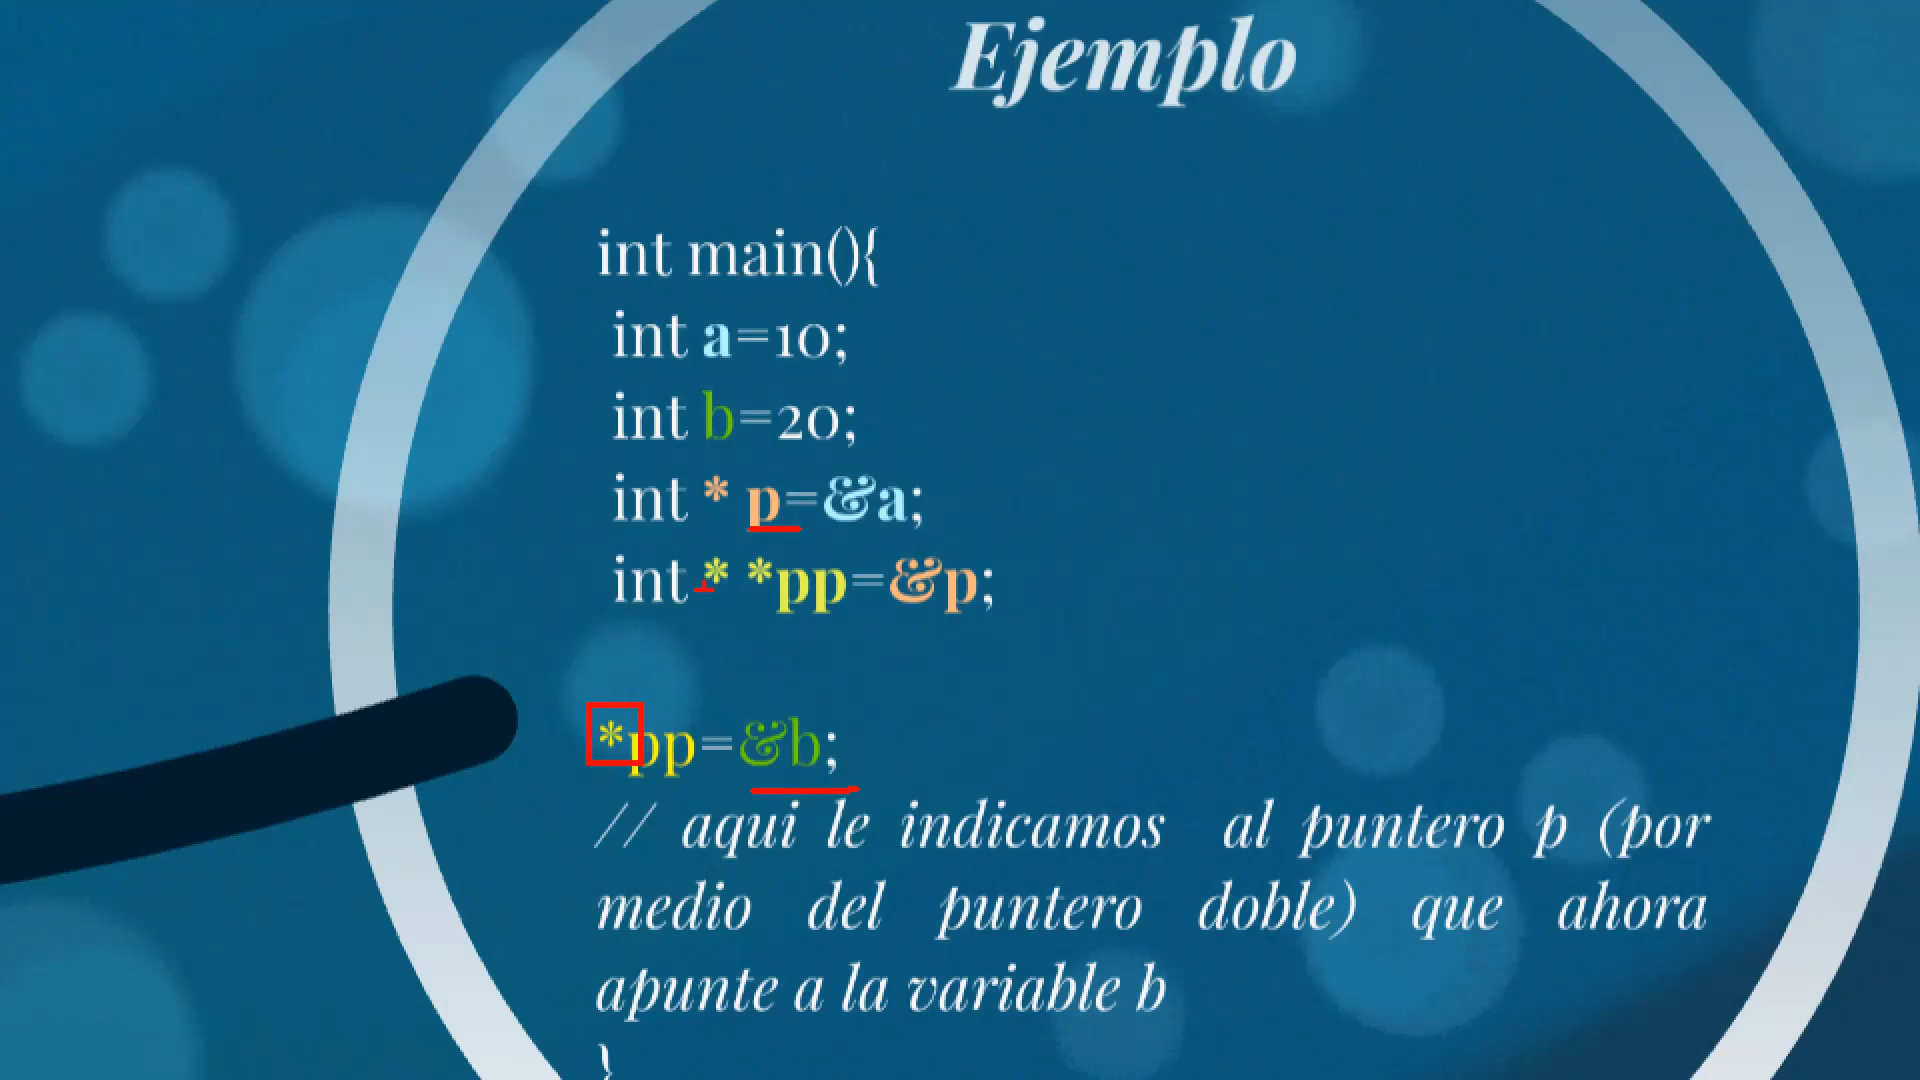 Ejemplo
int main(){
int a=10;
int b=20;
int * p=&a;
int * *pp=&p;
*pp=&b;
// aqui le indicamos al puntero p (por
medio del puntero doble) que ahora
apunte a la variable b
}